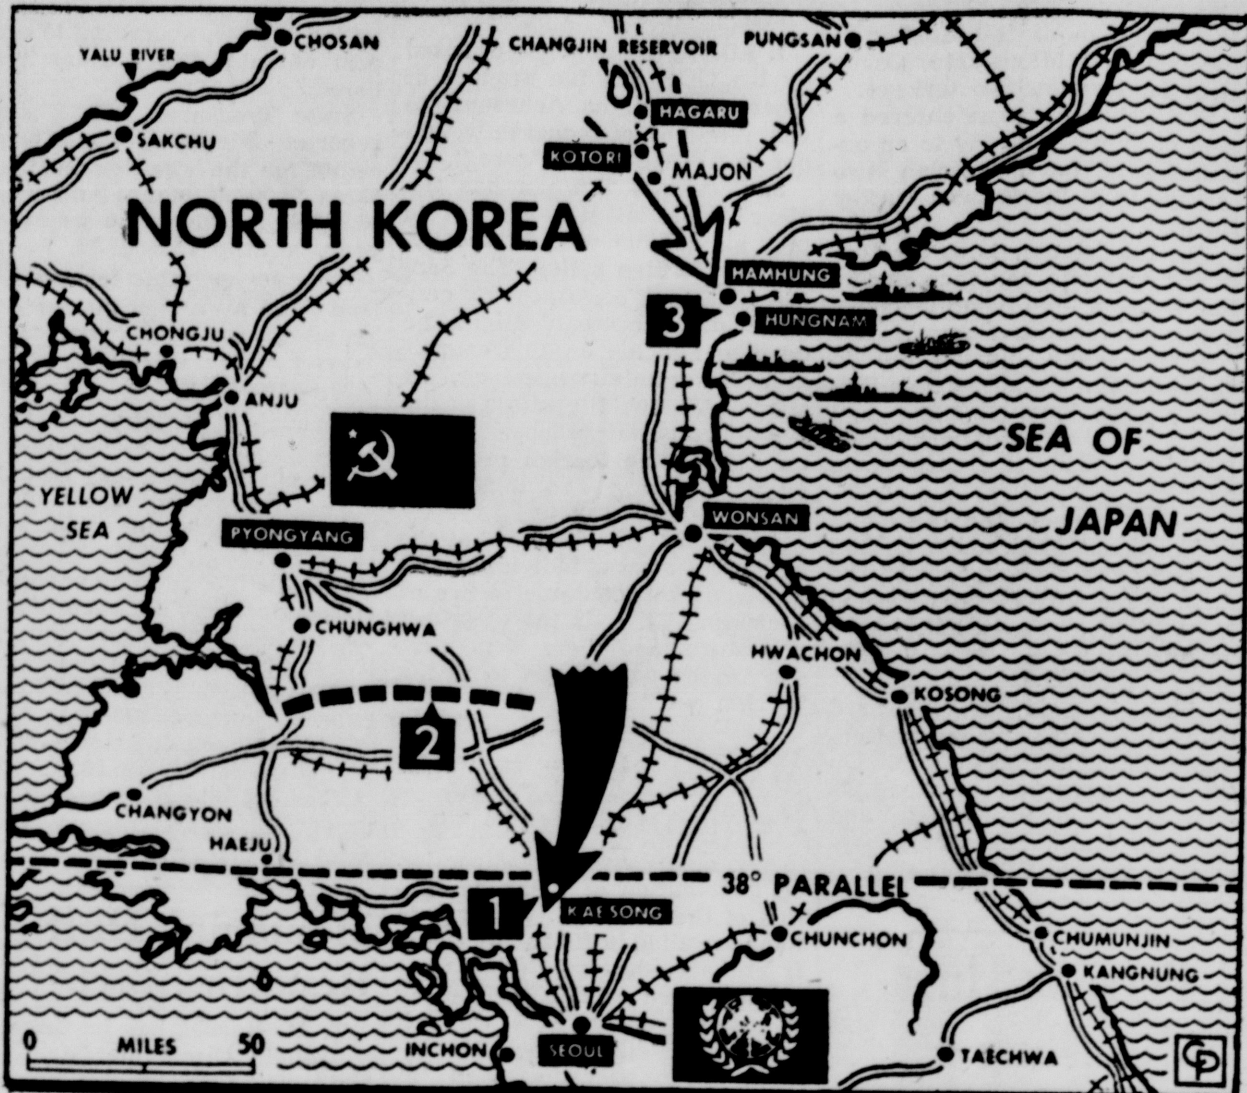 CHOSAN
CHANGJIN RESERVOIR
PUNGSAN
YALU RIVER
HAGARU
SAKCHU
KOTORI
MAJON
NORTH KOREA
HAMHUNG
3
HUNGNAM
CHONGJU
ANJU
SEA OF
JAPAN
YELLOW
SEA
WONSAN
PYONGYANG
CHUNGHWA
HWACHON
KOSONG
2
CHANGYON
HAEJU
38° PARALLEL
1
KAESONG
CHUNCHON
CHUMUNJIN
KANGNUNG
0 MILES 50
INCHON
SEOUL
TAECHWA
CP